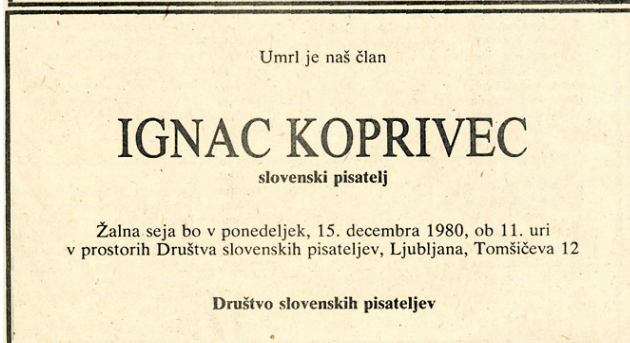 Umrl je naš član
IGNAC KOPRIVEC
slovenski pisatelj
Žalna seja bo v ponedeljek, 15. decembra 1980, ob 11. uri
v prostorih Društva slovenskih pisateljev, Ljubljana, Tomšičeva 12
Društvo slovenskih pisateljev